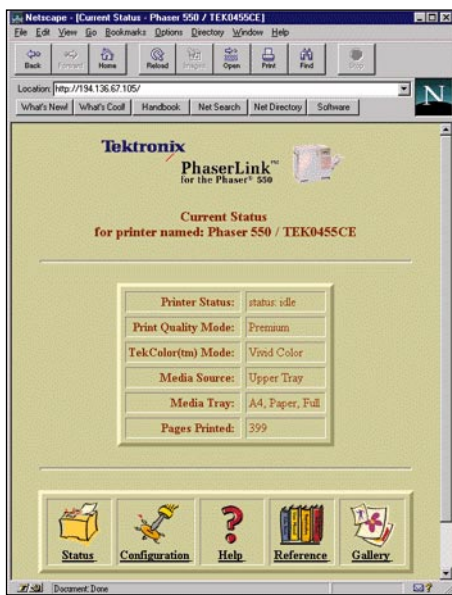 Netscape - [Current Status - Phaser 550 / TEK0455CE]
File Edit View Go Bookmarks Options Directory Window Help
Back Forward Home Reload Images Open Print Find Stop
Location: http://194.136.67.105/
What's New! What's Cool! Handbook Net Search Net Directory Software
N
Tektronix
PhaserLink™
for the Phaser® 550
Current Status
for printer named: Phaser 550 / TEK0455CE
Printer Status: status: idle
Print Quality Mode: Premium
TekColor(tm) Mode: Vivid Color
Media Source: Upper Tray
Media Tray: A4, Paper, Full
Pages Printed: 399
Status Configuration Help Reference Gallery
Document: Done